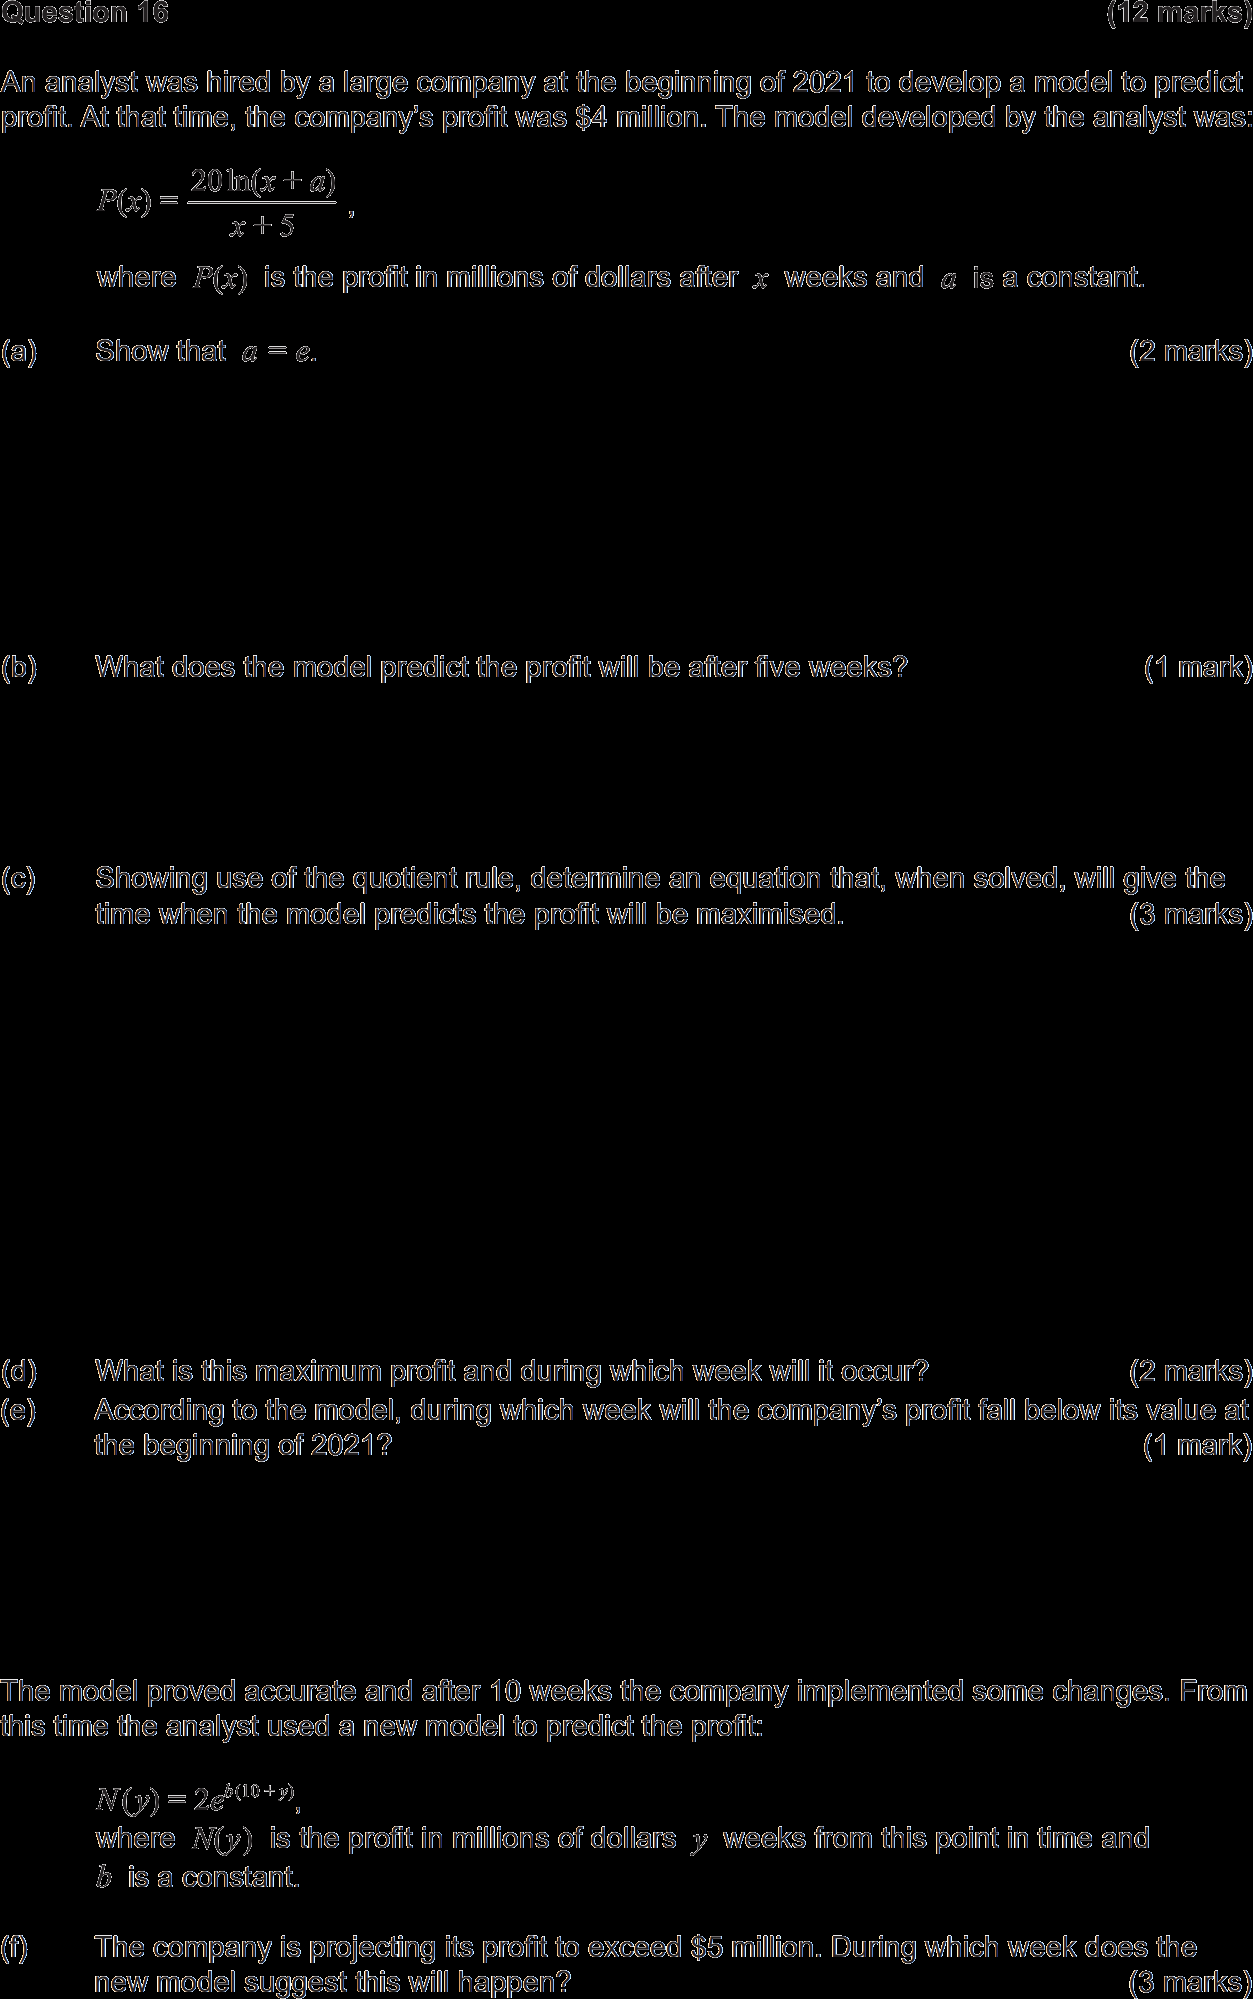 Question 16 (12 marks)
An analyst was hired by a large company at the beginning of 2021 to develop a model to predict
profit. At that time, the company's profit was $4 million. The model developed by the analyst was:
P(x) = 20 ln(x + a) / x + 5 ,
where P(x) is the profit in millions of dollars after x weeks and a is a constant.
(a) Show that a = e. (2 marks)
(b) What does the model predict the profit will be after five weeks? (1 mark)
(c) Showing use of the quotient rule, determine an equation that, when solved, will give the
time when the model predicts the profit will be maximised. (3 marks)
(d) What is this maximum profit and during which week will it occur? (2 marks)
(e) According to the model, during which week will the company's profit fall below its value at
the beginning of 2021? (1 mark)
The model proved accurate and after 10 weeks the company implemented some changes. From
this time the analyst used a new model to predict the profit:
N(y) = 2e^{b(10 + y)},
where N(y) is the profit in millions of dollars y weeks from this point in time and
b is a constant.
(f) The company is projecting its profit to exceed $5 million. During which week does the
new model suggest this will happen? (3 marks)